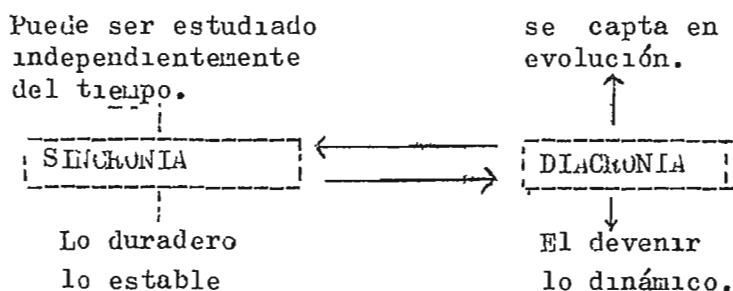 Puede ser estudiado
independientemente
del tiempo.
se capta en
evolución.
SINCRONIA
DIACRONIA
Lo duradero
lo estable
El devenir
lo dinámico.